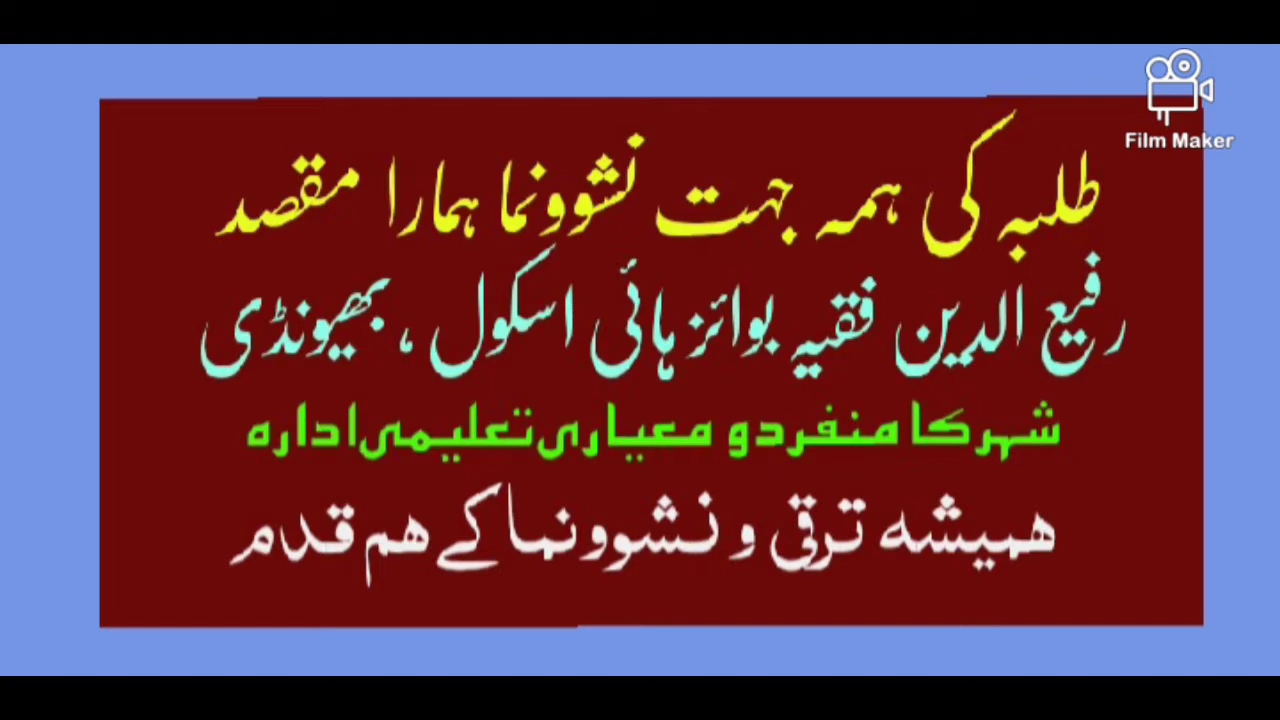 Film Maker
طلبہ کی ہمہ جہت نشوونما ہمارا مقصد
رفیع الدین فقیہ بوائز ہائی اسکول ، بھیونڈی
شہر کا منفرد و معیاری تعلیمی ادارہ
ہمیشہ ترقی و نشوونما کے ہم قدم